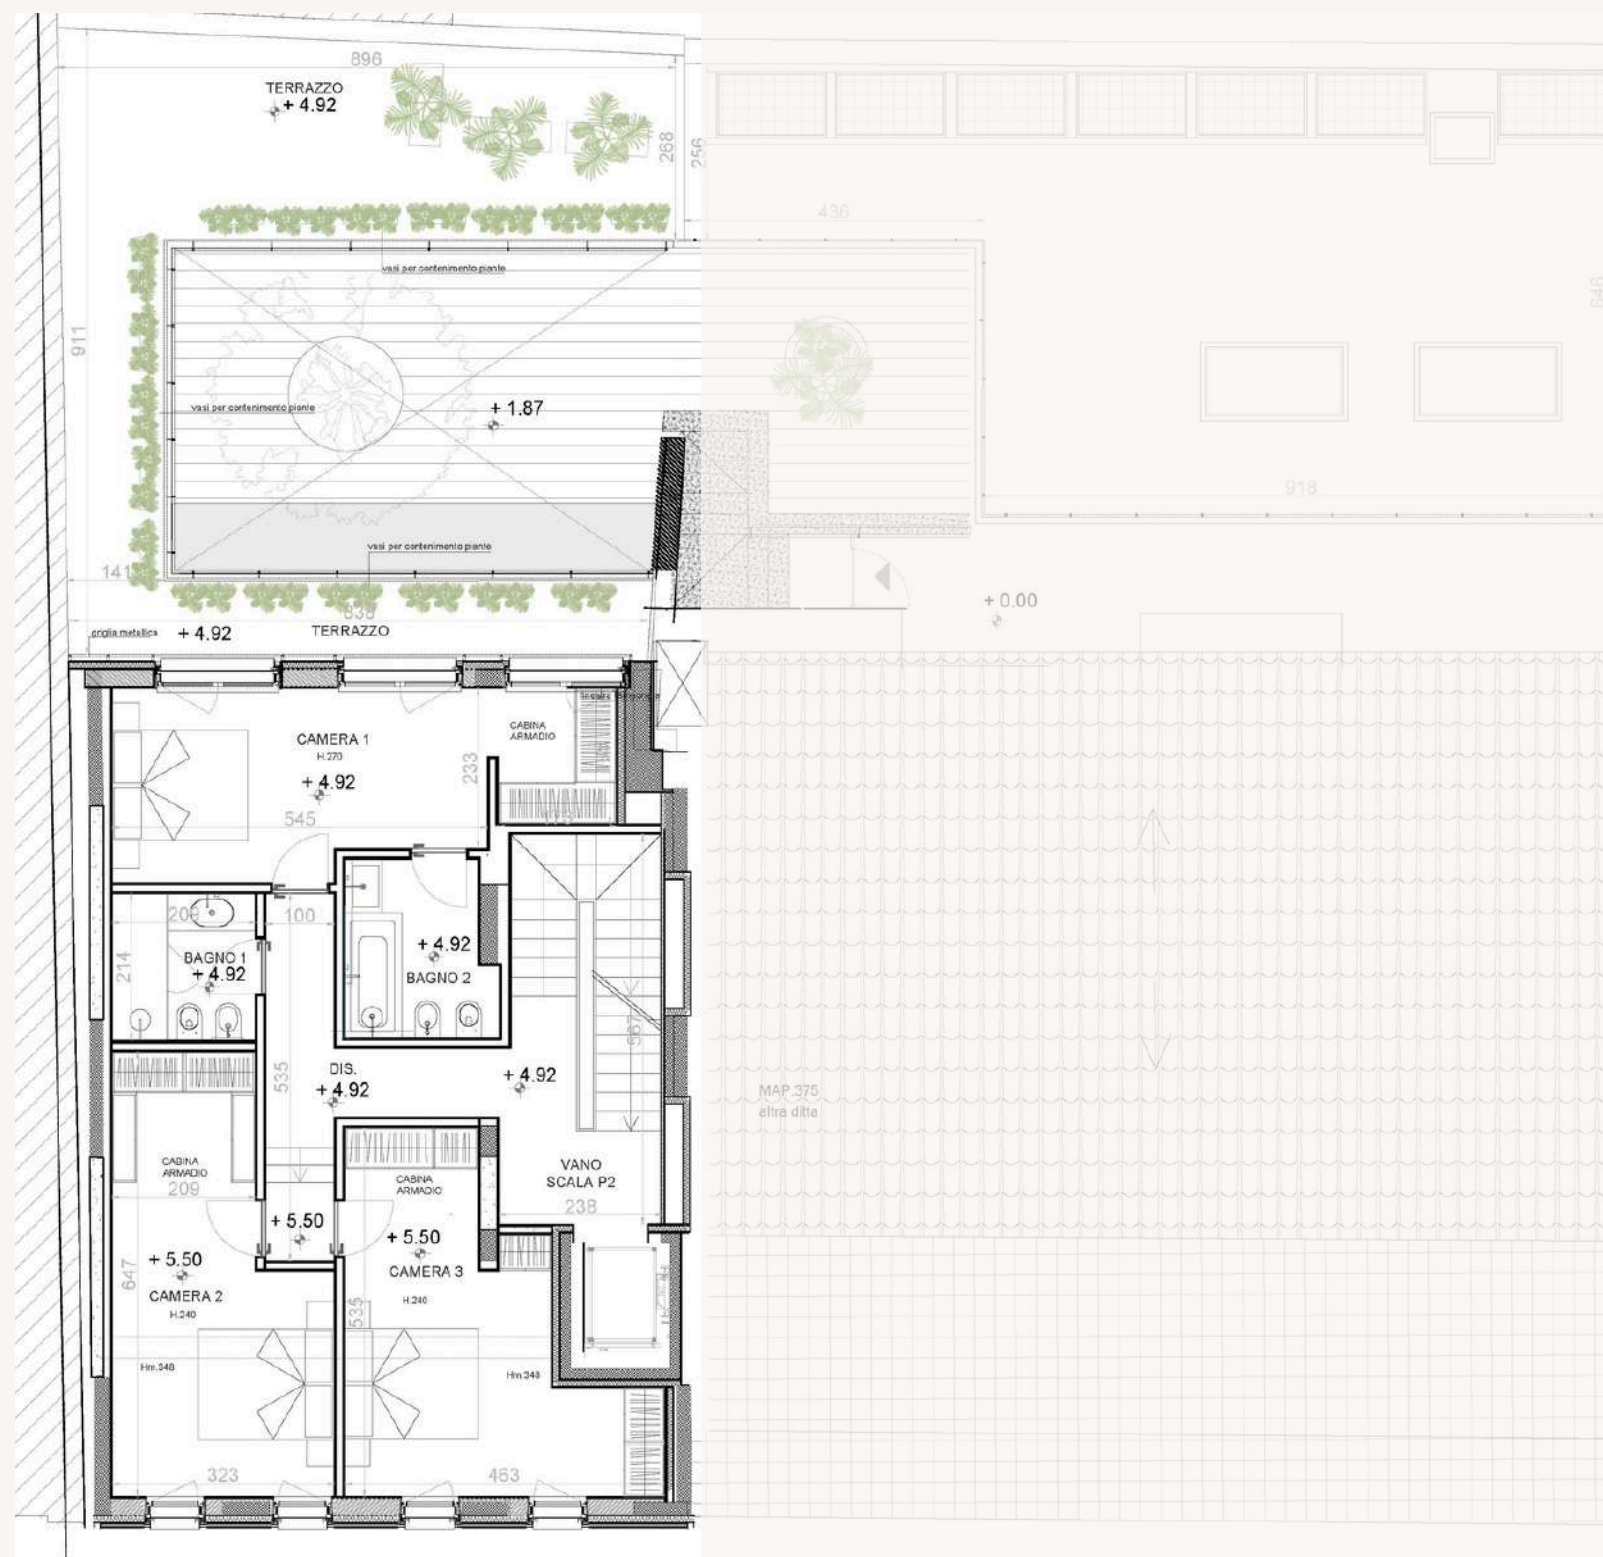 896
TERRAZZO
+ 4.92
268
256
436
vasi per contenimento piante
646
911
vasi per contenimento piante
+ 1.87
918
vasi per contenimento piante
141
838
+ 0.00
griglia metallica
+ 4.92
TERRAZZO
CAMERA 1
H.270
+ 4.92
545
233
CABINA
ARMADIO
209
100
214
BAGNO 1
+ 4.92
+ 4.92
BAGNO 2
567
535
DIS.
+ 4.92
+ 4.92
MAP.375
altra ditta
CABINA
ARMADIO
209
CABINA
ARMADIO
VANO
SCALA P2
238
+ 5.50
+ 5.50
+ 5.50
CAMERA 2
H.240
647
CAMERA 3
H.240
535
Hm.348
Hm.348
323
463